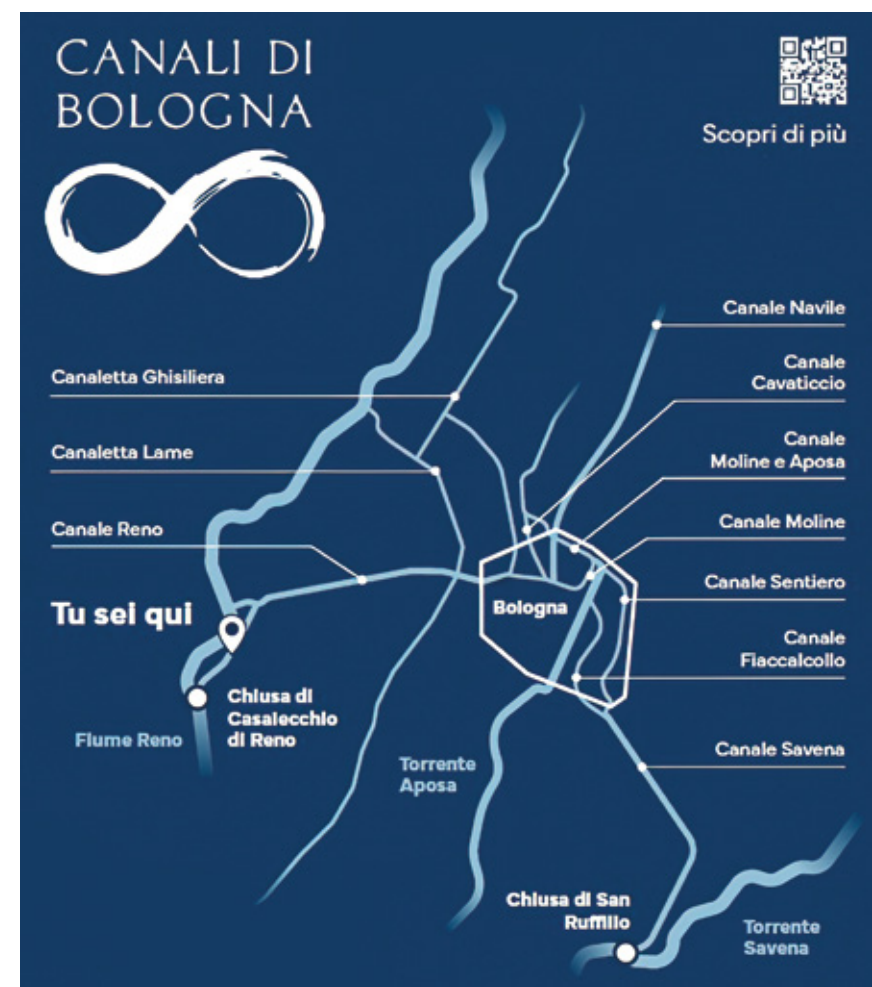 CANALI DI
BOLOGNA
Scopri di più
Canale Navile
Canale
Cavaticcio
Canaletta Ghisiliera
Canale
Moline e Aposa
Canaletta Lame
Canale Reno
Canale Moline
Canale Sentiero
Tu sei qui
Bologna
Canale
Fiaccalcollo
Chiusa di
Casalecchio
di Reno
Fiume Reno
Torrente
Aposa
Canale Savena
Chiusa di San
Ruffillo
Torrente
Savena